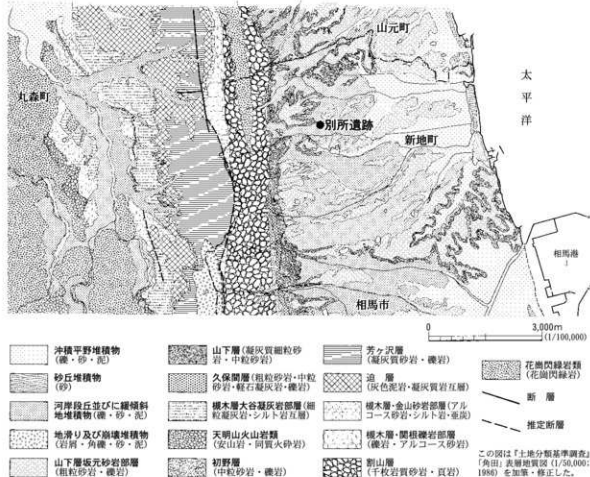 山元町
丸森町
太平洋
●別所遺跡
新地町
相馬港
相馬市
0 3,000m
(1/100,000)
沖積平野堆積物
(礫・砂・泥)
砂丘堆積物
(砂)
河岸段丘並びに緩傾斜
地堆積物(礫・砂・泥)
地滑り及び崩壊堆積物
(岩屑・角礫・砂・泥)
山下層坂元砂岩部層
(粗粒砂岩・礫岩)
山下層(凝灰質細粒砂
岩・中粒砂岩)
久保間層(粗粒砂岩・中粒
砂岩・軽石凝灰岩・礫岩)
槻木層大谷凝灰岩部層(細
粒凝灰岩・シルト岩互層)
天明山火山岩類
(安山岩・同質火砕岩)
初野層
(中粒砂岩・礫岩)
芳ヶ沢層
(凝灰質砂岩・礫岩)
迫 層
(灰色泥岩・凝灰質岩互層)
槻木層・金山砂岩部層(アル
コース砂岩・シルト岩・亜炭)
槻木層・関根礫岩部層
(礫岩・アルコース砂岩)
割山層
(千枚岩質砂岩・頁岩)
花崗閃緑岩類
(花崗閃緑岩)
断 層
推定断層
この図は『土地分類基準調査』
「角田」表層地質図(1/50,000:
1986) を加筆・修正した。